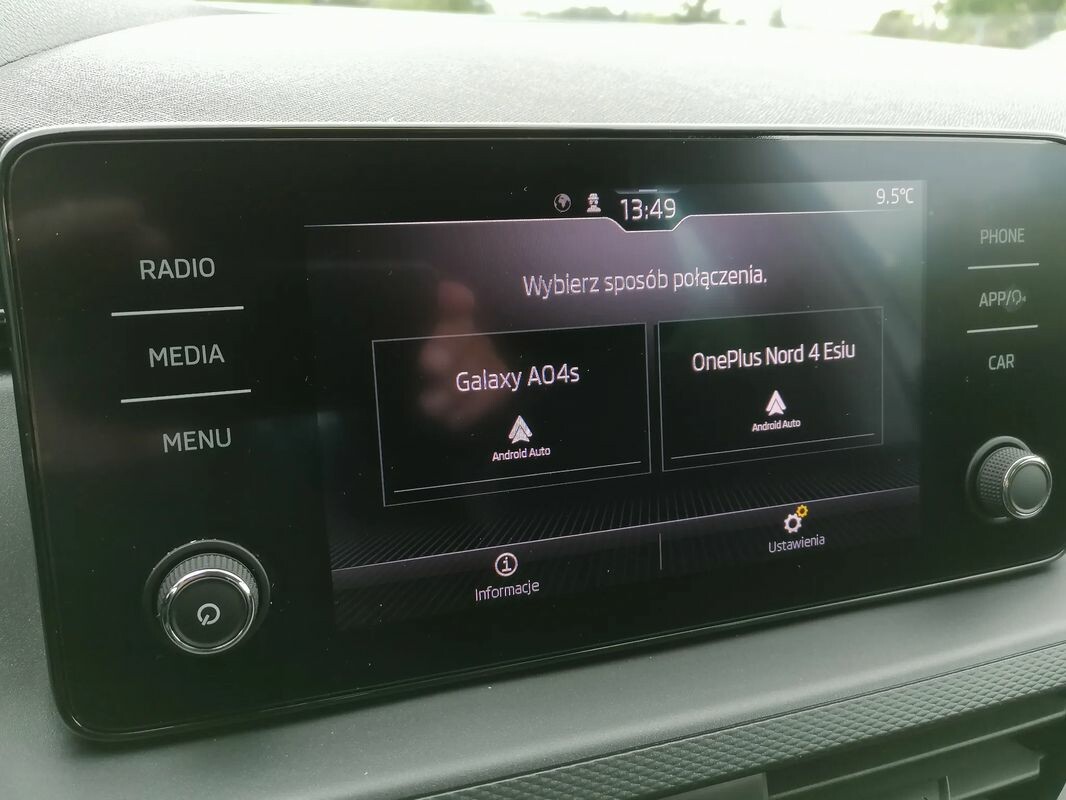 13:49
9.5°C
RADIO
MEDIA
MENU
Wybierz sposób połączenia.
Galaxy A04s
Android Auto
OnePlus Nord 4 Esiu
Android Auto
Informacje
Ustawienia
PHONE
APP/
CAR